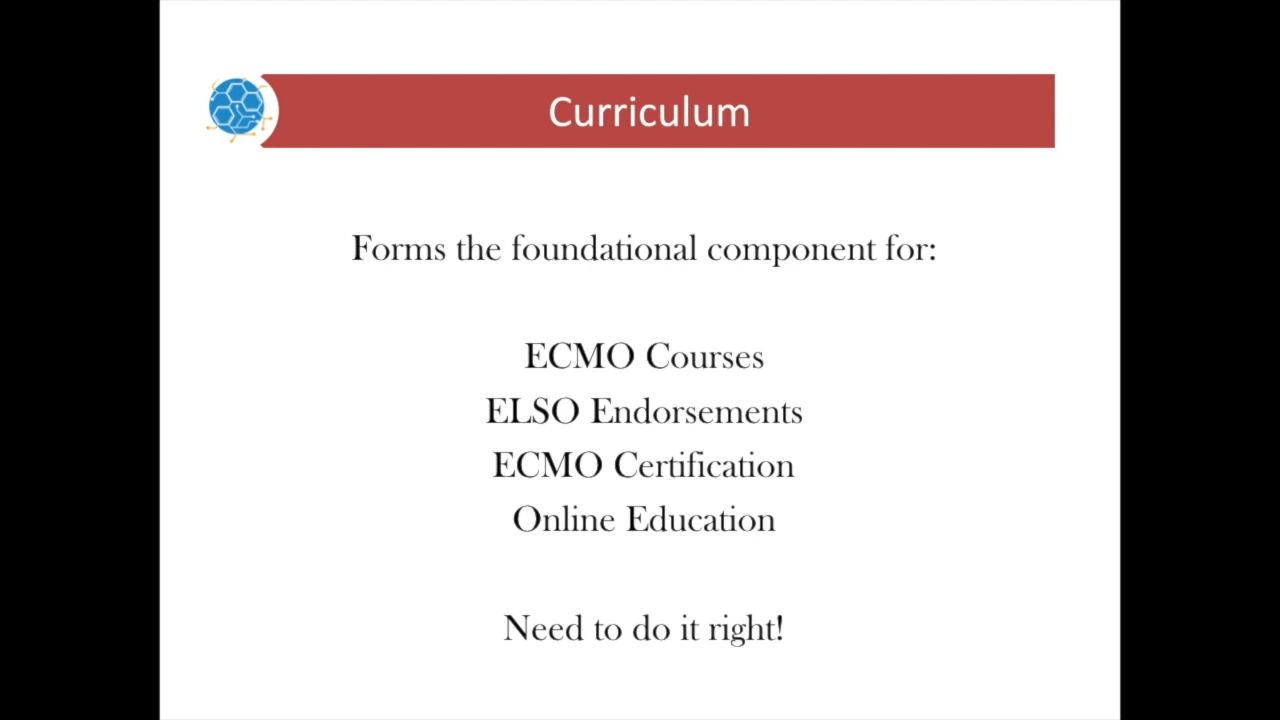 Curriculum
Forms the foundational component for:
ECMO Courses
ELSO Endorsements
ECMO Certification
Online Education
Need to do it right!